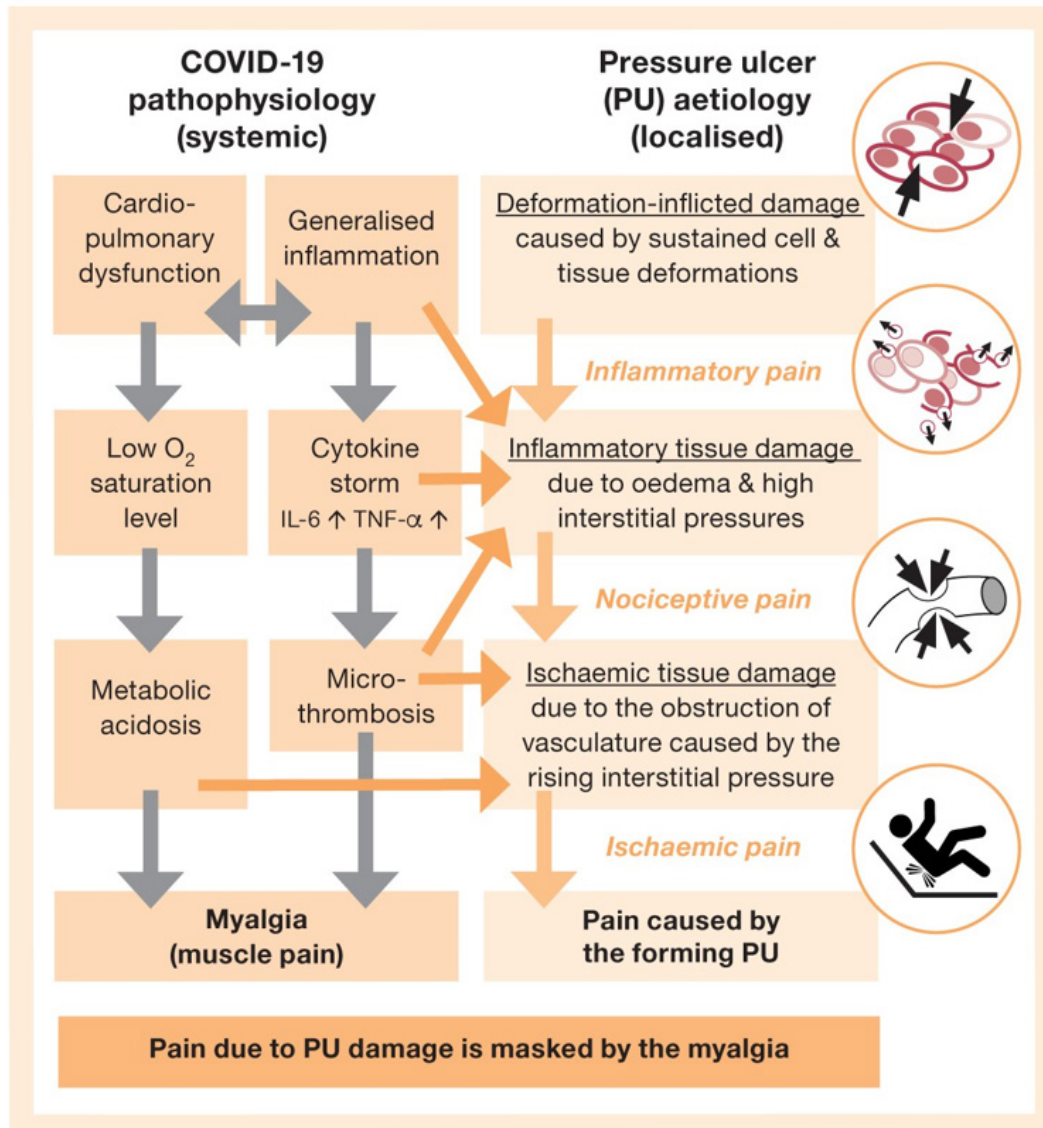 COVID-19
pathophysiology
(systemic)
Pressure ulcer
(PU) aetiology
(localised)
Cardio-
pulmonary
dysfunction
Generalised
inflammation
Deformation-inflicted damage
caused by sustained cell &
tissue deformations
Inflammatory pain
Low O₂
saturation
level
Cytokine
storm
IL-6 ↑ TNF-α ↑
Inflammatory tissue damage
due to oedema & high
interstitial pressures
Nociceptive pain
Metabolic
acidosis
Micro-
thrombosis
Ischaemic tissue damage
due to the obstruction of
vasculature caused by the
rising interstitial pressure
Ischaemic pain
Myalgia
(muscle pain)
Pain caused by
the forming PU
Pain due to PU damage is masked by the myalgia